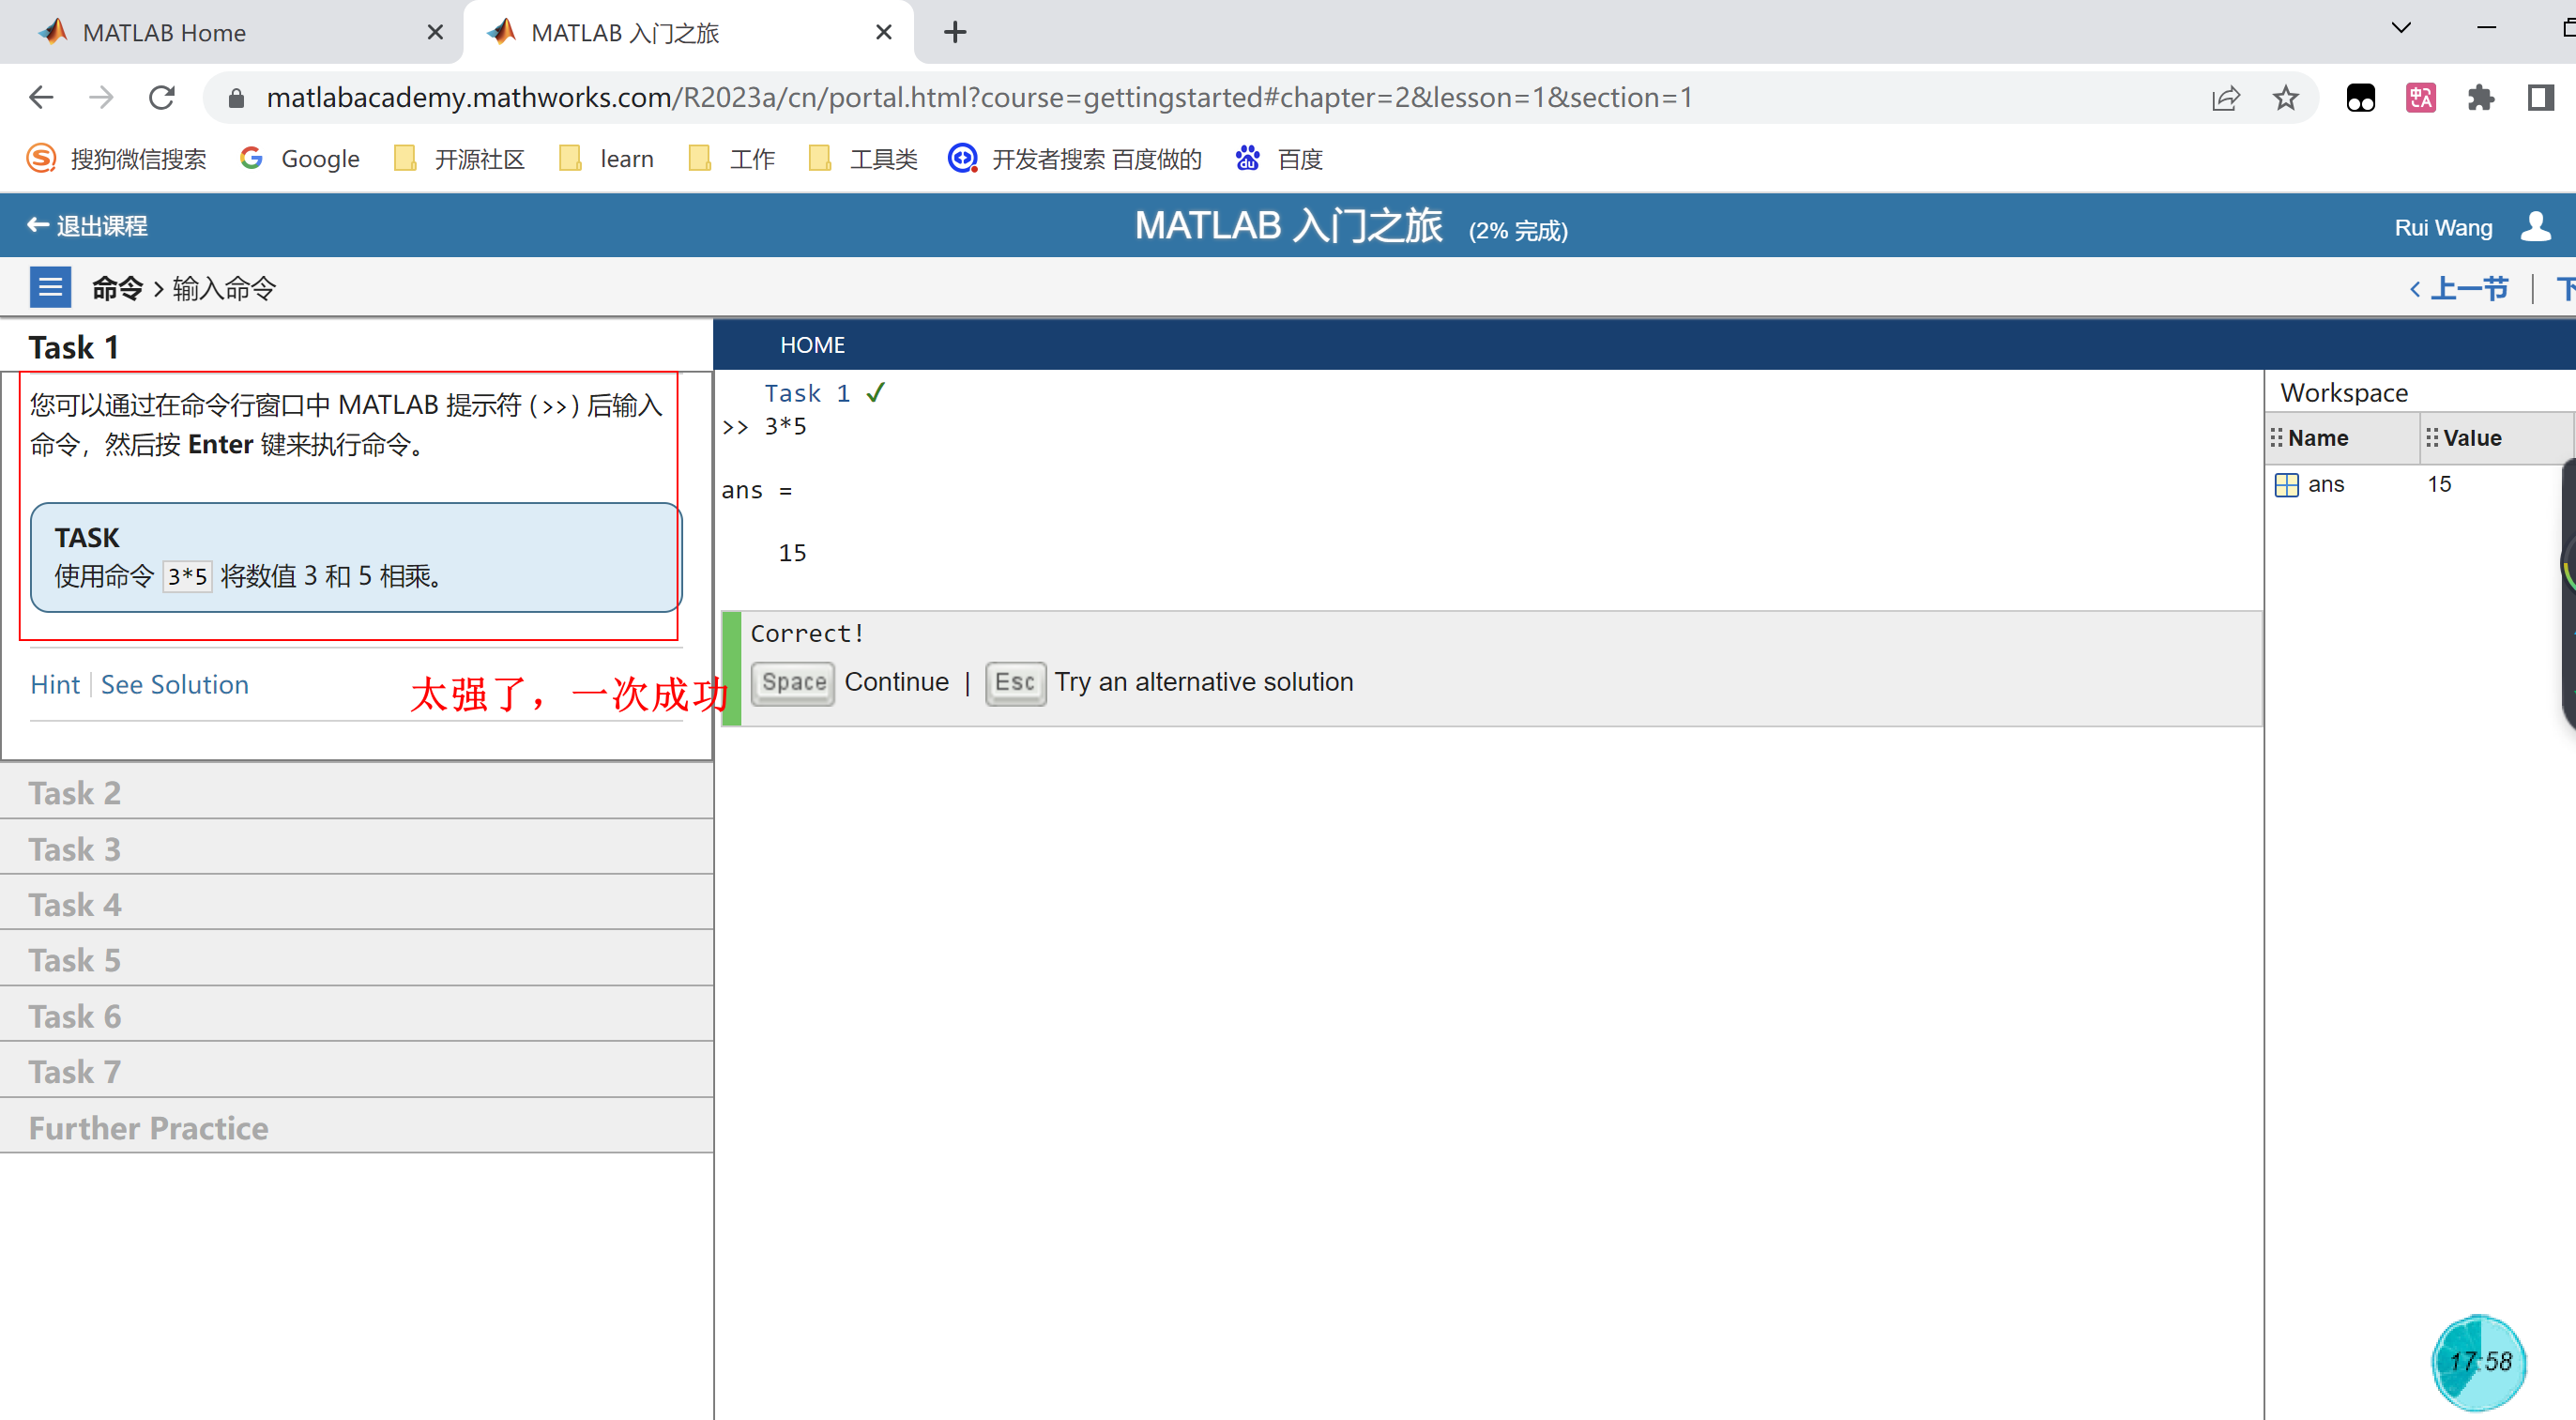 MATLAB Home
MATLAB 入门之旅
matlabacademy.mathworks.com/R2023a/cn/portal.html?course=gettingstarted#chapter=2&lesson=1&section=1
搜狗微信搜索 Google 开源社区 learn 工作 工具类 开发者搜索 百度做的 百度
退出课程
MATLAB 入门之旅 (2% 完成)
Rui Wang
命令 > 输入命令
‹ 上一节 |
Task 1
您可以通过在命令行窗口中 MATLAB 提示符 (>>) 后输入
命令，然后按 Enter 键来执行命令。
TASK
使用命令 3*5 将数值 3 和 5 相乘。
Hint | See Solution
太强了，一次成功
Task 2
Task 3
Task 4
Task 5
Task 6
Task 7
Further Practice
HOME
Task 1 ✓
>> 3*5
ans =
15
Correct!
Space Continue | Esc Try an alternative solution
Workspace
Name Value
ans 15
17:58